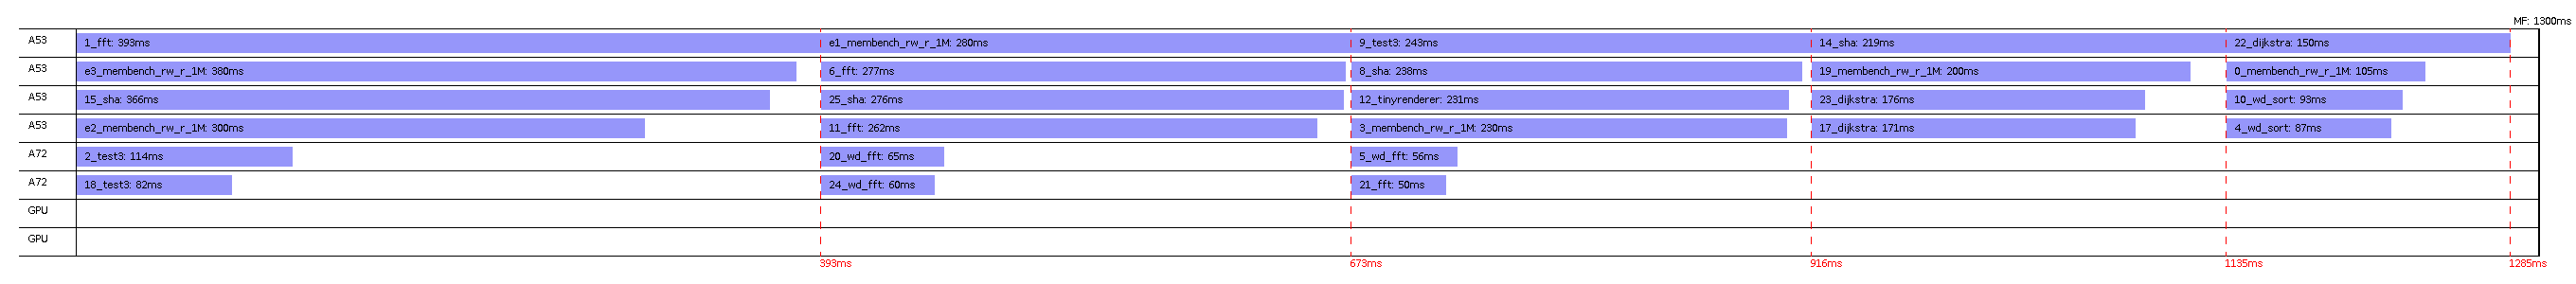 MF: 1300ms
A53 1_fft: 393ms e1_membench_rw_r_1M: 280ms 9_test3: 243ms 14_sha: 219ms 22_dijkstra: 150ms
A53 e3_membench_rw_r_1M: 380ms 6_fft: 277ms 8_sha: 238ms 19_membench_rw_r_1M: 200ms 0_membench_rw_r_1M: 105ms
A53 15_sha: 366ms 25_sha: 276ms 12_tinyrenderer: 231ms 23_dijkstra: 176ms 10_wd_sort: 93ms
A53 e2_membench_rw_r_1M: 300ms 11_fft: 262ms 3_membench_rw_r_1M: 230ms 17_dijkstra: 171ms 4_wd_sort: 87ms
A72 2_test3: 114ms 20_wd_fft: 65ms 5_wd_fft: 56ms
A72 18_test3: 82ms 24_wd_fft: 60ms 21_fft: 50ms
GPU
GPU
393ms 673ms 916ms 1135ms 1285ms